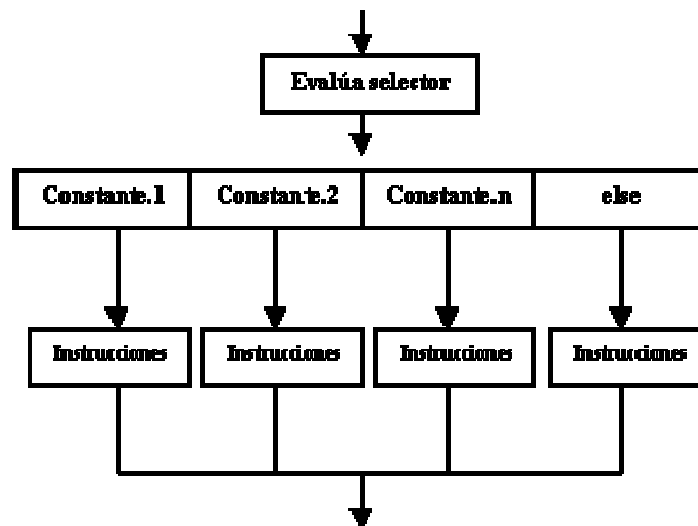 Evalúa selector
Constante.1 Constante.2 Constante.n else
Instrucciones Instrucciones Instrucciones Instrucciones